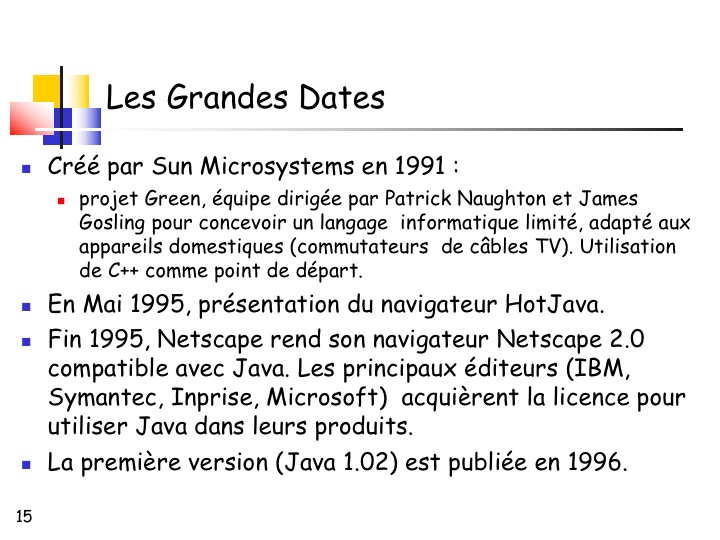 Les Grandes Dates
Créé par Sun Microsystems en 1991 :
projet Green, équipe dirigée par Patrick Naughton et James
Gosling pour concevoir un langage informatique limité, adapté aux
appareils domestiques (commutateurs de câbles TV). Utilisation
de C++ comme point de départ.
En Mai 1995, présentation du navigateur HotJava.
Fin 1995, Netscape rend son navigateur Netscape 2.0
compatible avec Java. Les principaux éditeurs (IBM,
Symantec, Inprise, Microsoft) acquièrent la licence pour
utiliser Java dans leurs produits.
La première version (Java 1.02) est publiée en 1996.
15